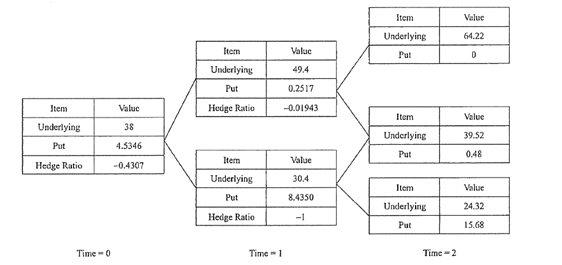 Item Value
Underlying 64.22
Put 0
Item Value
Underlying 49.4
Put 0.2517
Hedge Ratio −0.01943
Item Value
Underlying 38
Put 4.5346
Hedge Ratio −0.4307
Item Value
Underlying 39.52
Put 0.48
Item Value
Underlying 30.4
Put 8.4350
Hedge Ratio −1
Item Value
Underlying 24.32
Put 15.68
Time = 0 Time = 1 Time = 2